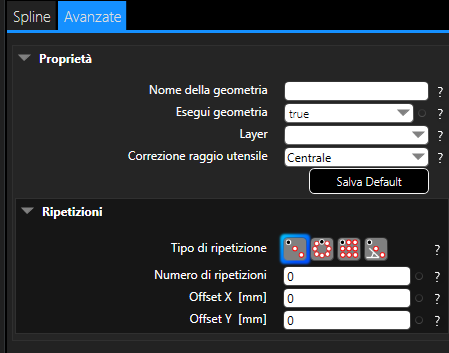 Spline Avanzate
Proprietà
Nome della geometria ?
Esegui geometria true ?
Layer ?
Correzione raggio utensile Centrale ?
Salva Default
Ripetizioni
Tipo di ripetizione ?
Numero di ripetizioni 0 ?
Offset X [mm] 0 ?
Offset Y [mm] 0 ?